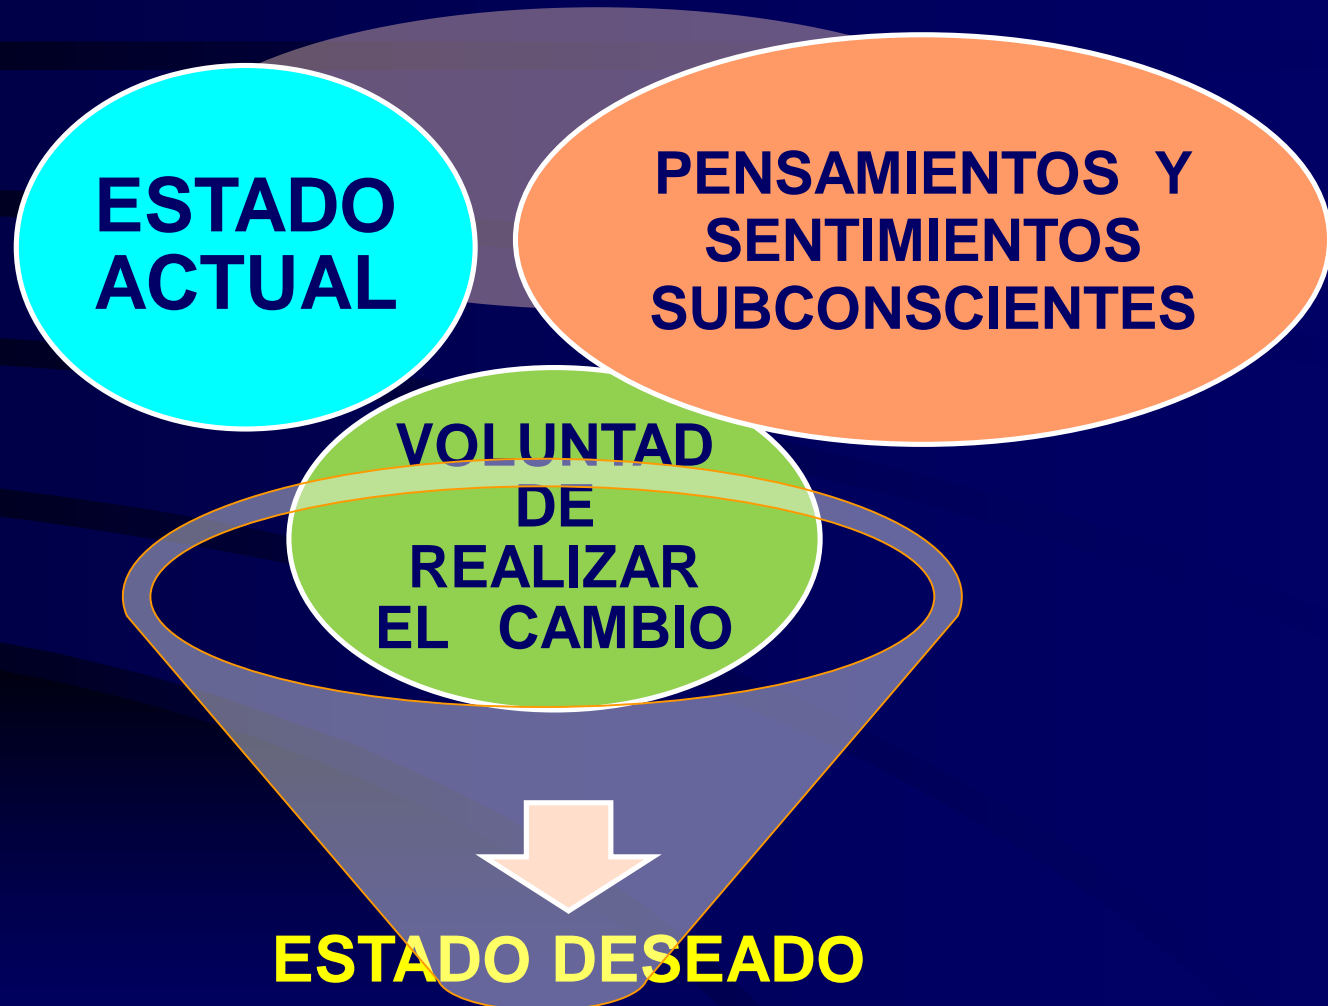 ESTADO
ACTUAL
PENSAMIENTOS Y
SENTIMIENTOS
SUBCONSCIENTES
VOLUNTAD
DE
REALIZAR
EL CAMBIO
ESTADO DESEADO